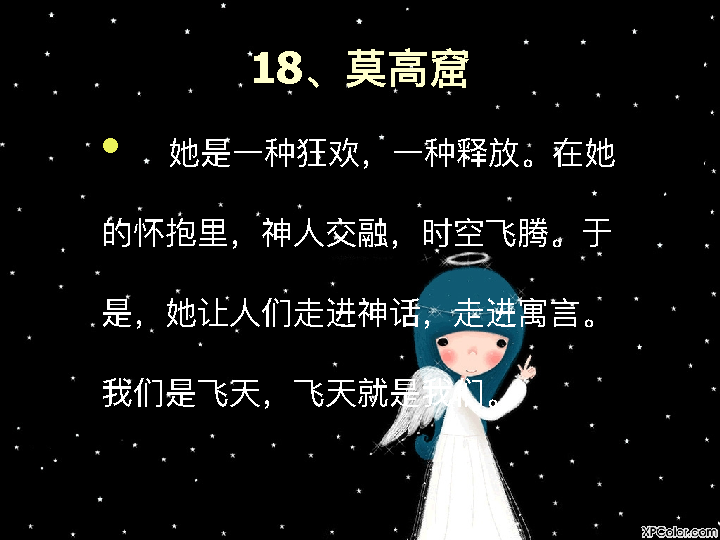 18、莫高窟
• 她是一种狂欢，一种释放。在她
的怀抱里，神人交融，时空飞腾。于
是，她让人们走进神话，走进寓言。
我们是飞天，飞天就是我们。
XPColor.com